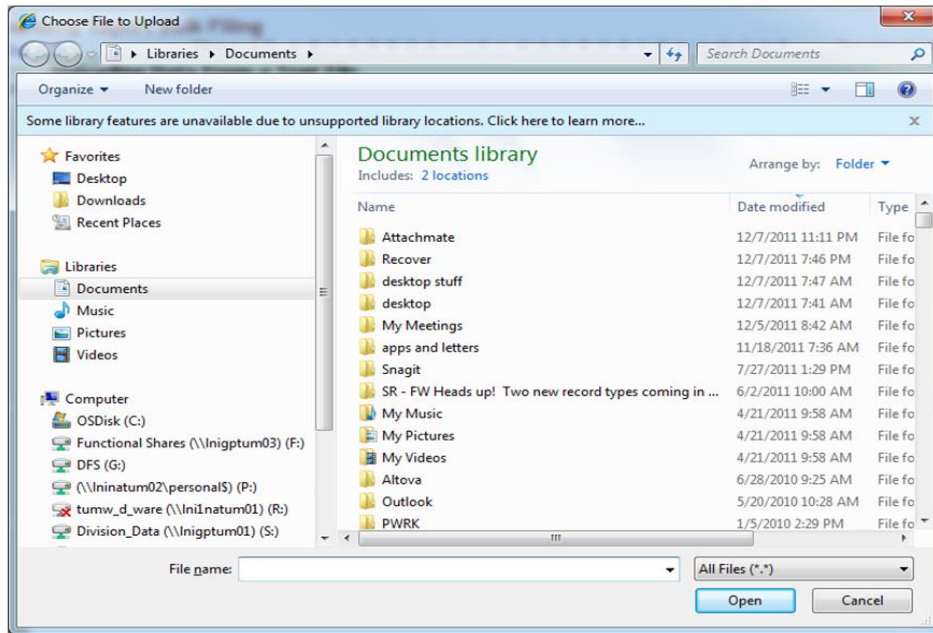 Choose File to Upload
Libraries Documents Search Documents
Organize New folder
Some library features are unavailable due to unsupported library locations. Click here to learn more...
Favorites
Desktop
Downloads
Recent Places
Libraries
Documents
Music
Pictures
Videos
Computer
OSDisk (C:)
Functional Shares (\\lnigptum03) (F:)
DFS (G:)
(\\lninatum02\personal$) (P:)
tumw_d_ware (\\lni1natum01) (R:)
Division_Data (\\lnigptum01) (S:)
Documents library
Includes: 2 locations
Arrange by: Folder
Name Date modified Type
Attachmate 12/7/2011 11:11 PM File fo
Recover 12/7/2011 7:46 PM File fo
desktop stuff 12/7/2011 7:47 AM File fo
desktop 12/7/2011 7:41 AM File fo
My Meetings 12/5/2011 8:42 AM File fo
apps and letters 11/18/2011 7:36 AM File fo
Snagit 7/27/2011 1:29 PM File fo
SR - FW Heads up! Two new record types coming in ... 6/2/2011 10:00 AM File fo
My Music 4/21/2011 9:58 AM File fo
My Pictures 4/21/2011 9:58 AM File fo
My Videos 4/21/2011 9:58 AM File fo
Altova 6/28/2010 9:25 AM File fo
Outlook 5/20/2010 10:28 AM File fo
PWRK 1/5/2010 2:29 PM File fo
File name: All Files (*.*)
Open Cancel